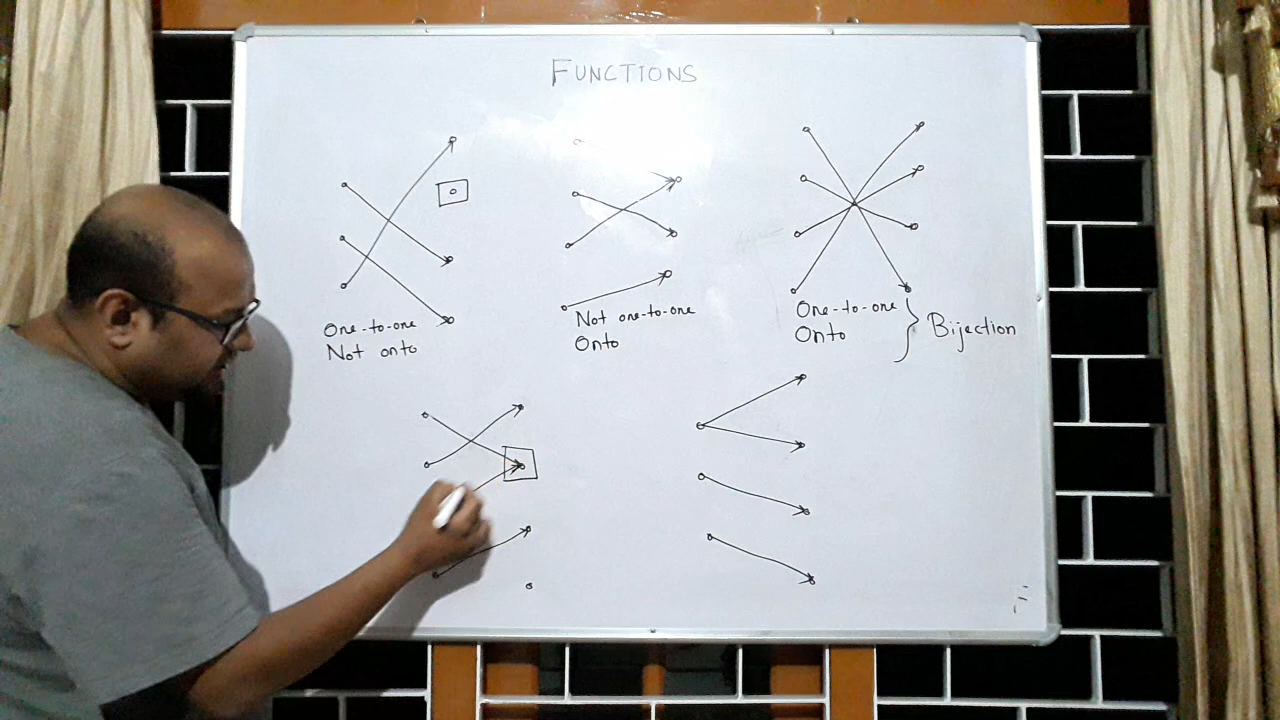 FUNCTIONS
One-to-one
Not onto
Not one-to-one
Onto
One-to-one
Onto
Bijection